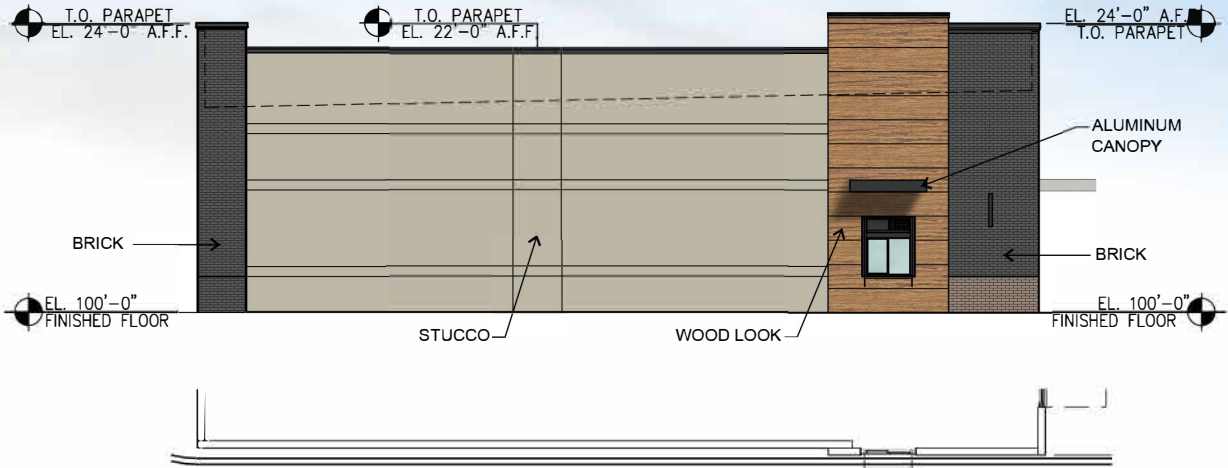 T.O. PARAPET
EL. 24'-0" A.F.F.
T.O. PARAPET
EL. 22'-0" A.F.F.
EL. 24'-0" A.F.F.
T.O. PARAPET
ALUMINUM
CANOPY
BRICK
BRICK
EL. 100'-0"
FINISHED FLOOR
STUCCO
WOOD LOOK
EL. 100'-0"
FINISHED FLOOR